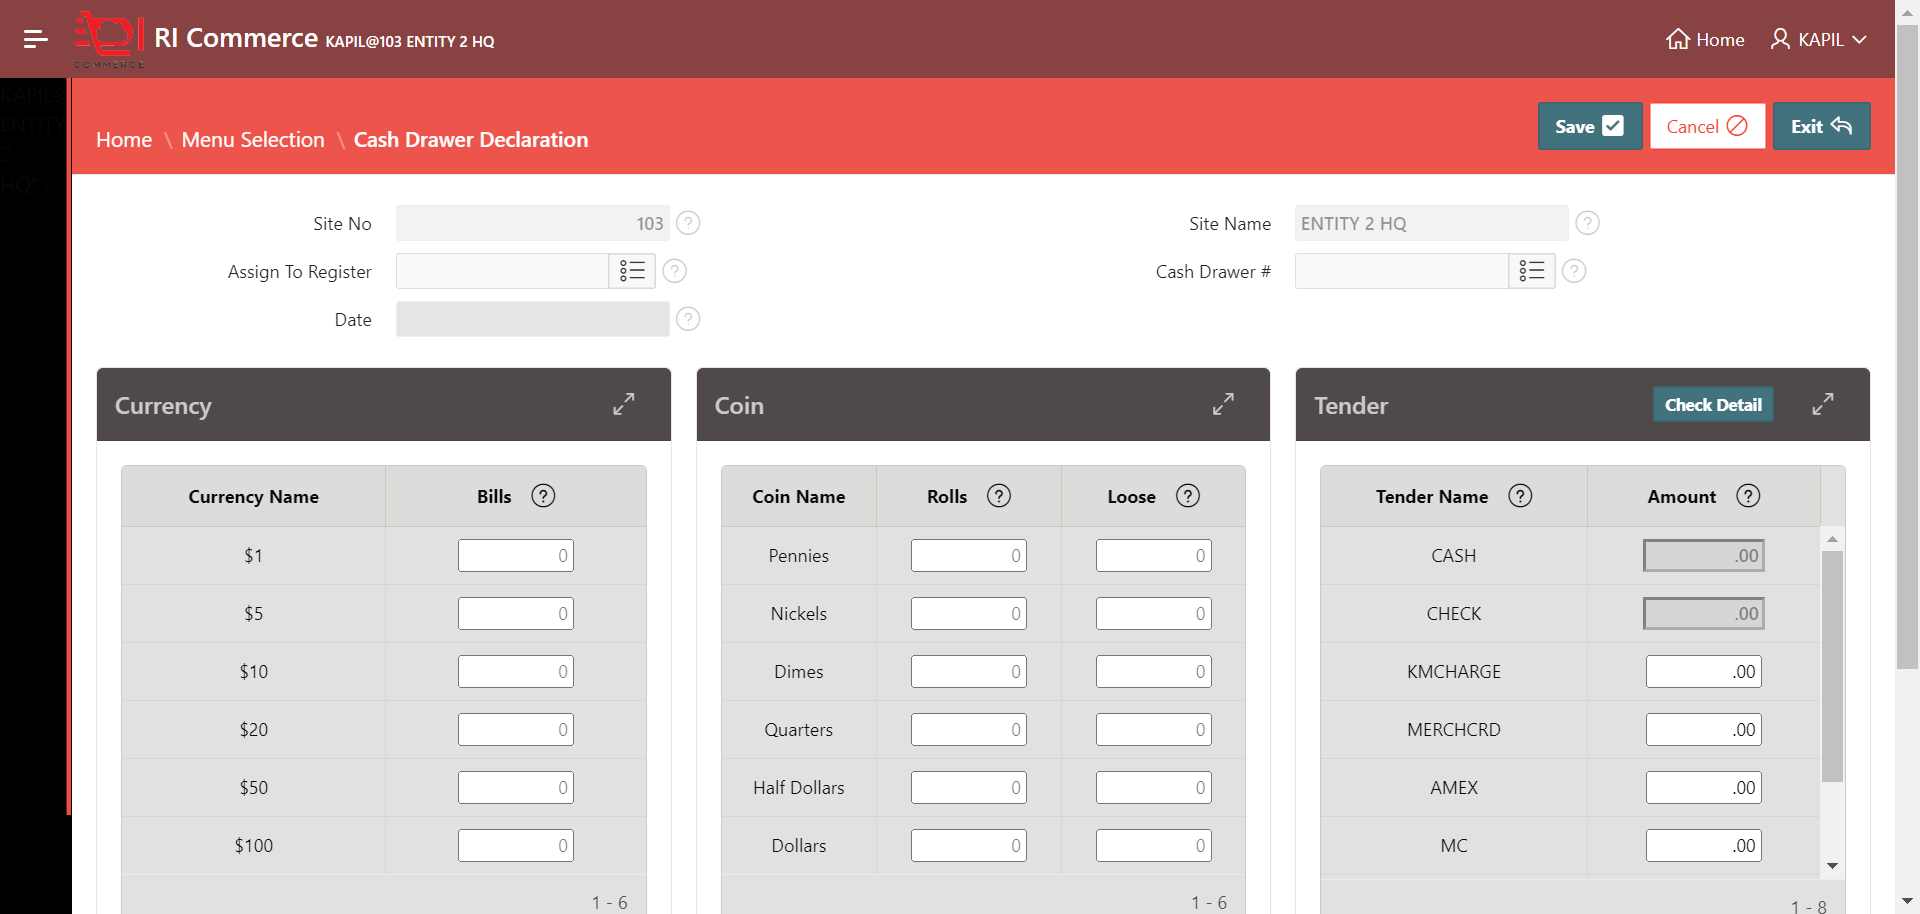 COMMERCE
RI Commerce KAPIL@103 ENTITY 2 HQ
Home
KAPIL
KAPIL@
ENTITY
2
HQ">
Home \ Menu Selection \ Cash Drawer Declaration
Save
Cancel
Exit
Site No 103 ?
Site Name ENTITY 2 HQ ?
Assign To Register ?
Cash Drawer # ?
Date ?
Currency
Currency Name Bills ?
$1 0
$5 0
$10 0
$20 0
$50 0
$100 0
1 - 6
Coin
Coin Name Rolls ? Loose ?
Pennies 0 0
Nickels 0 0
Dimes 0 0
Quarters 0 0
Half Dollars 0 0
Dollars 0 0
1 - 6
Tender Check Detail
Tender Name ? Amount ?
CASH .00
CHECK .00
KMCHARGE .00
MERCHCRD .00
AMEX .00
MC .00
1 - 8